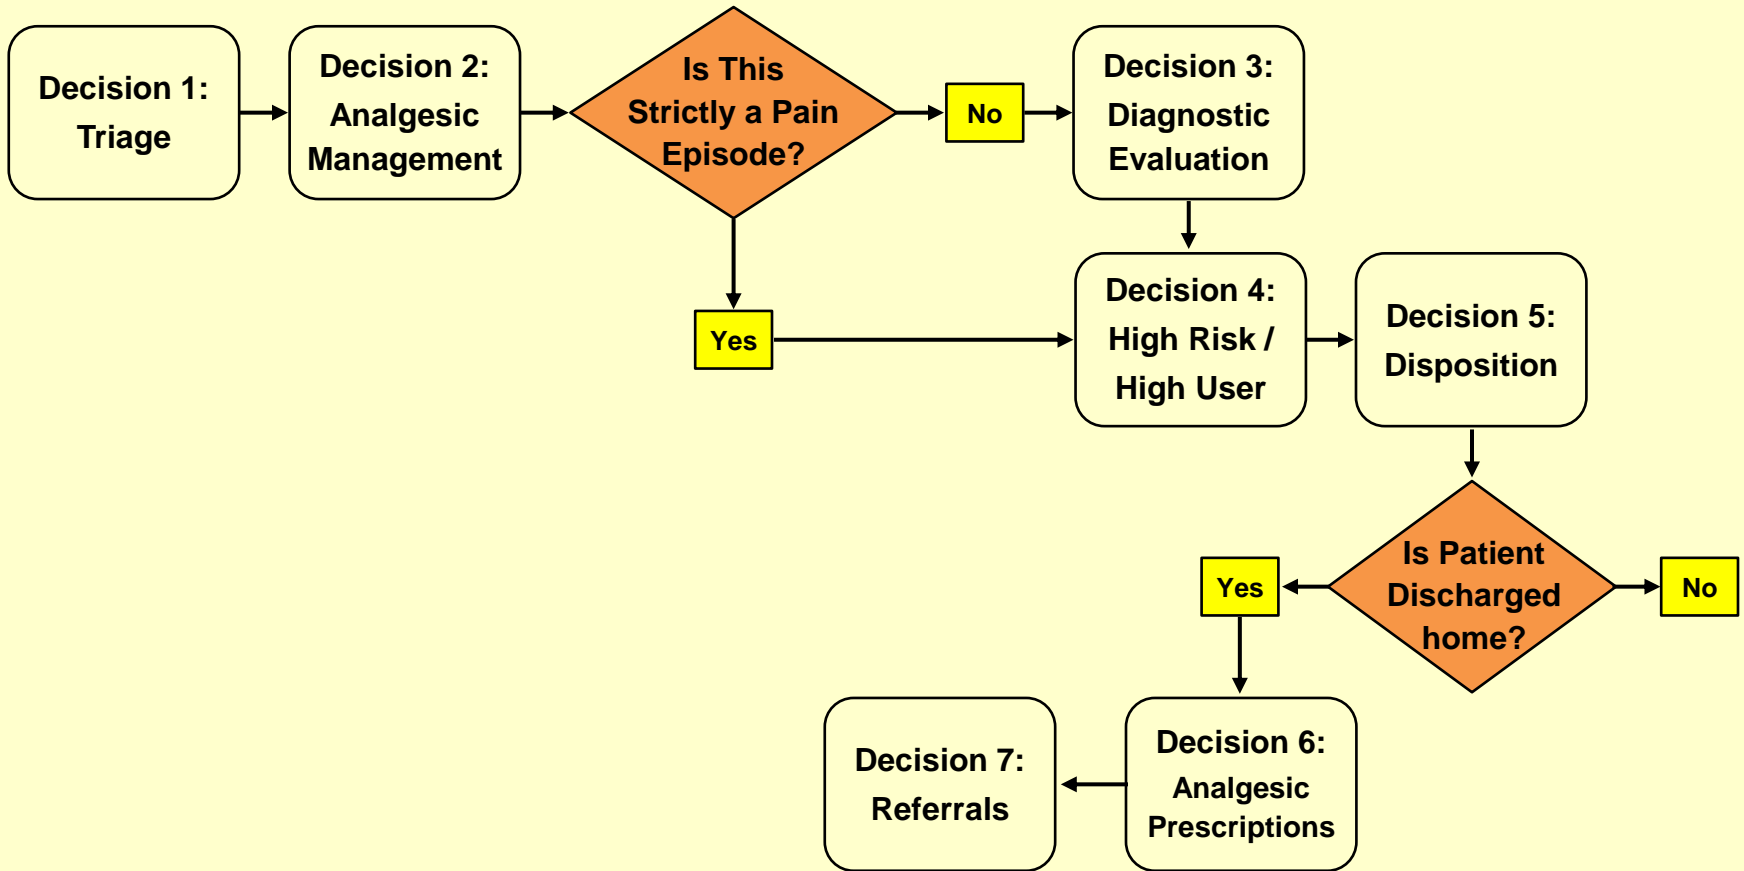 Decision 1:
Triage
Decision 2:
Analgesic
Management
Is This
Strictly a Pain
Episode?
No
Decision 3:
Diagnostic
Evaluation
Yes
Decision 4:
High Risk /
High User
Decision 5:
Disposition
Is Patient
Discharged
home?
Yes
No
Decision 6:
Analgesic
Prescriptions
Decision 7:
Referrals